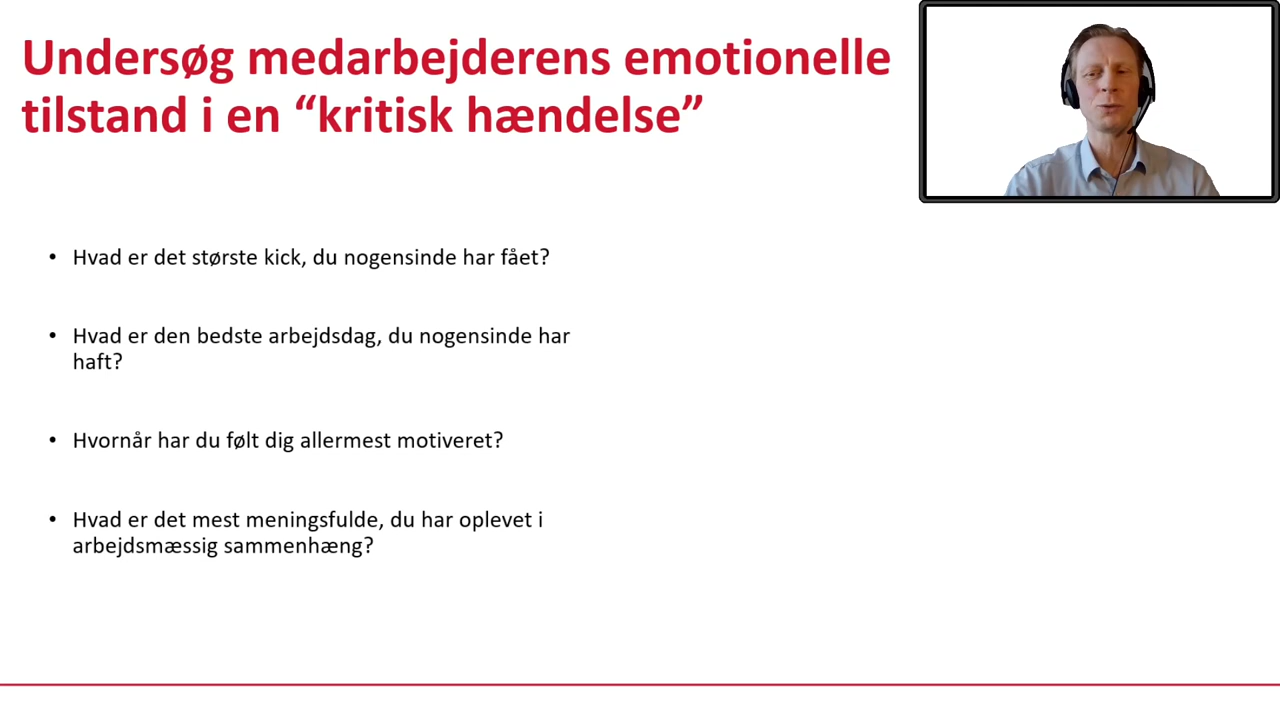 Undersøg medarbejderens emotionelle
tilstand i en “kritisk hændelse”
• Hvad er det største kick, du nogensinde har fået?
• Hvad er den bedste arbejdsdag, du nogensinde har
haft?
• Hvornår har du følt dig allermest motiveret?
• Hvad er det mest meningsfulde, du har oplevet i
arbejdsmæssig sammenhæng?